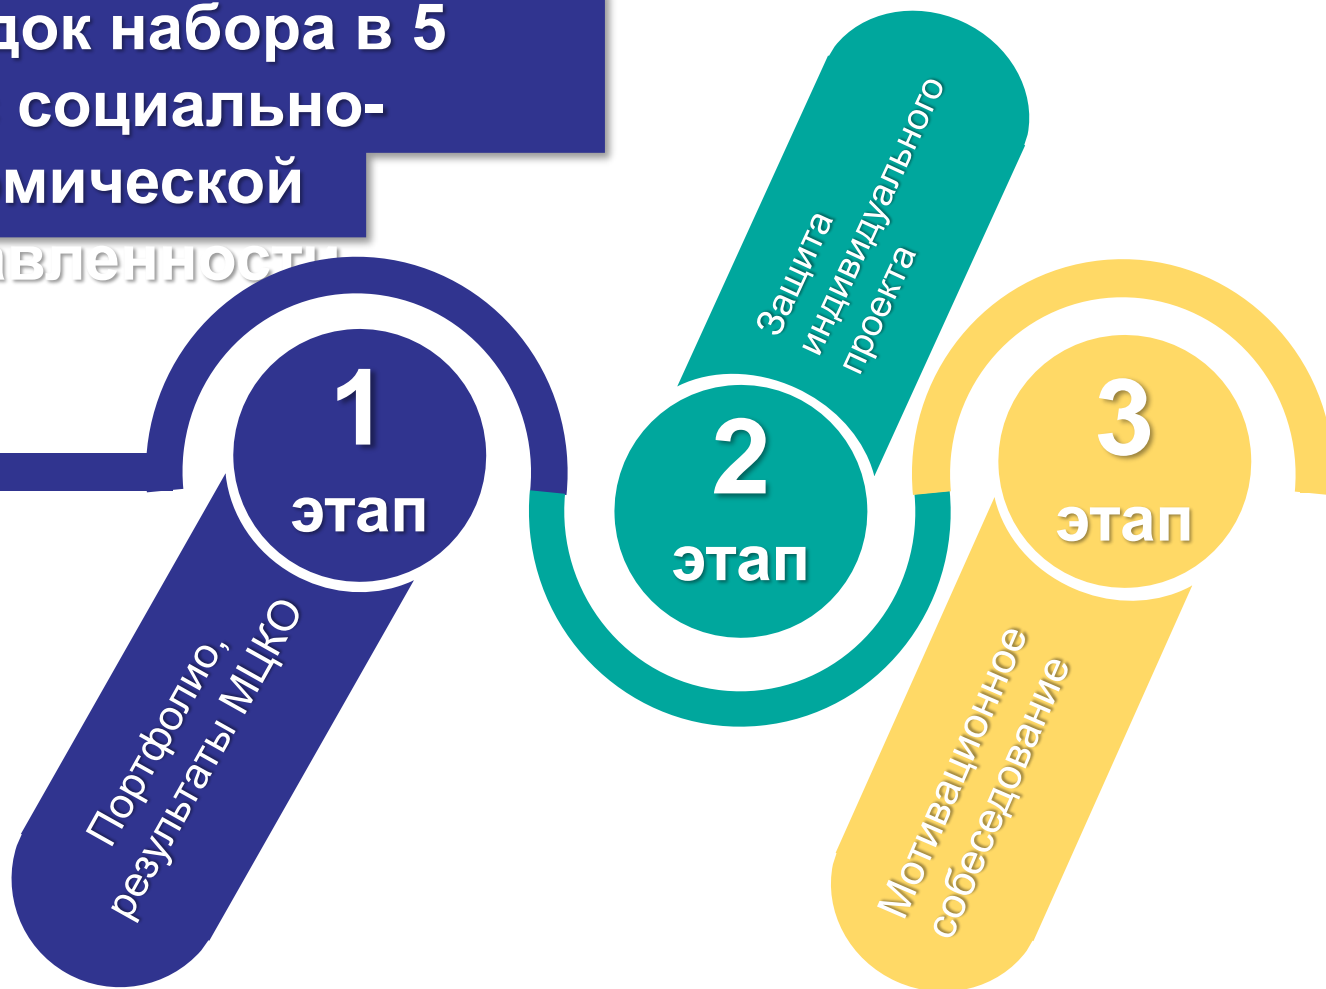 док набора в 5
социально-
мической
авленности
1
этап
Портфолио,
результаты МЦКО
2
этап
Защита
индивидуального
проекта
3
этап
Мотивационное
собеседование